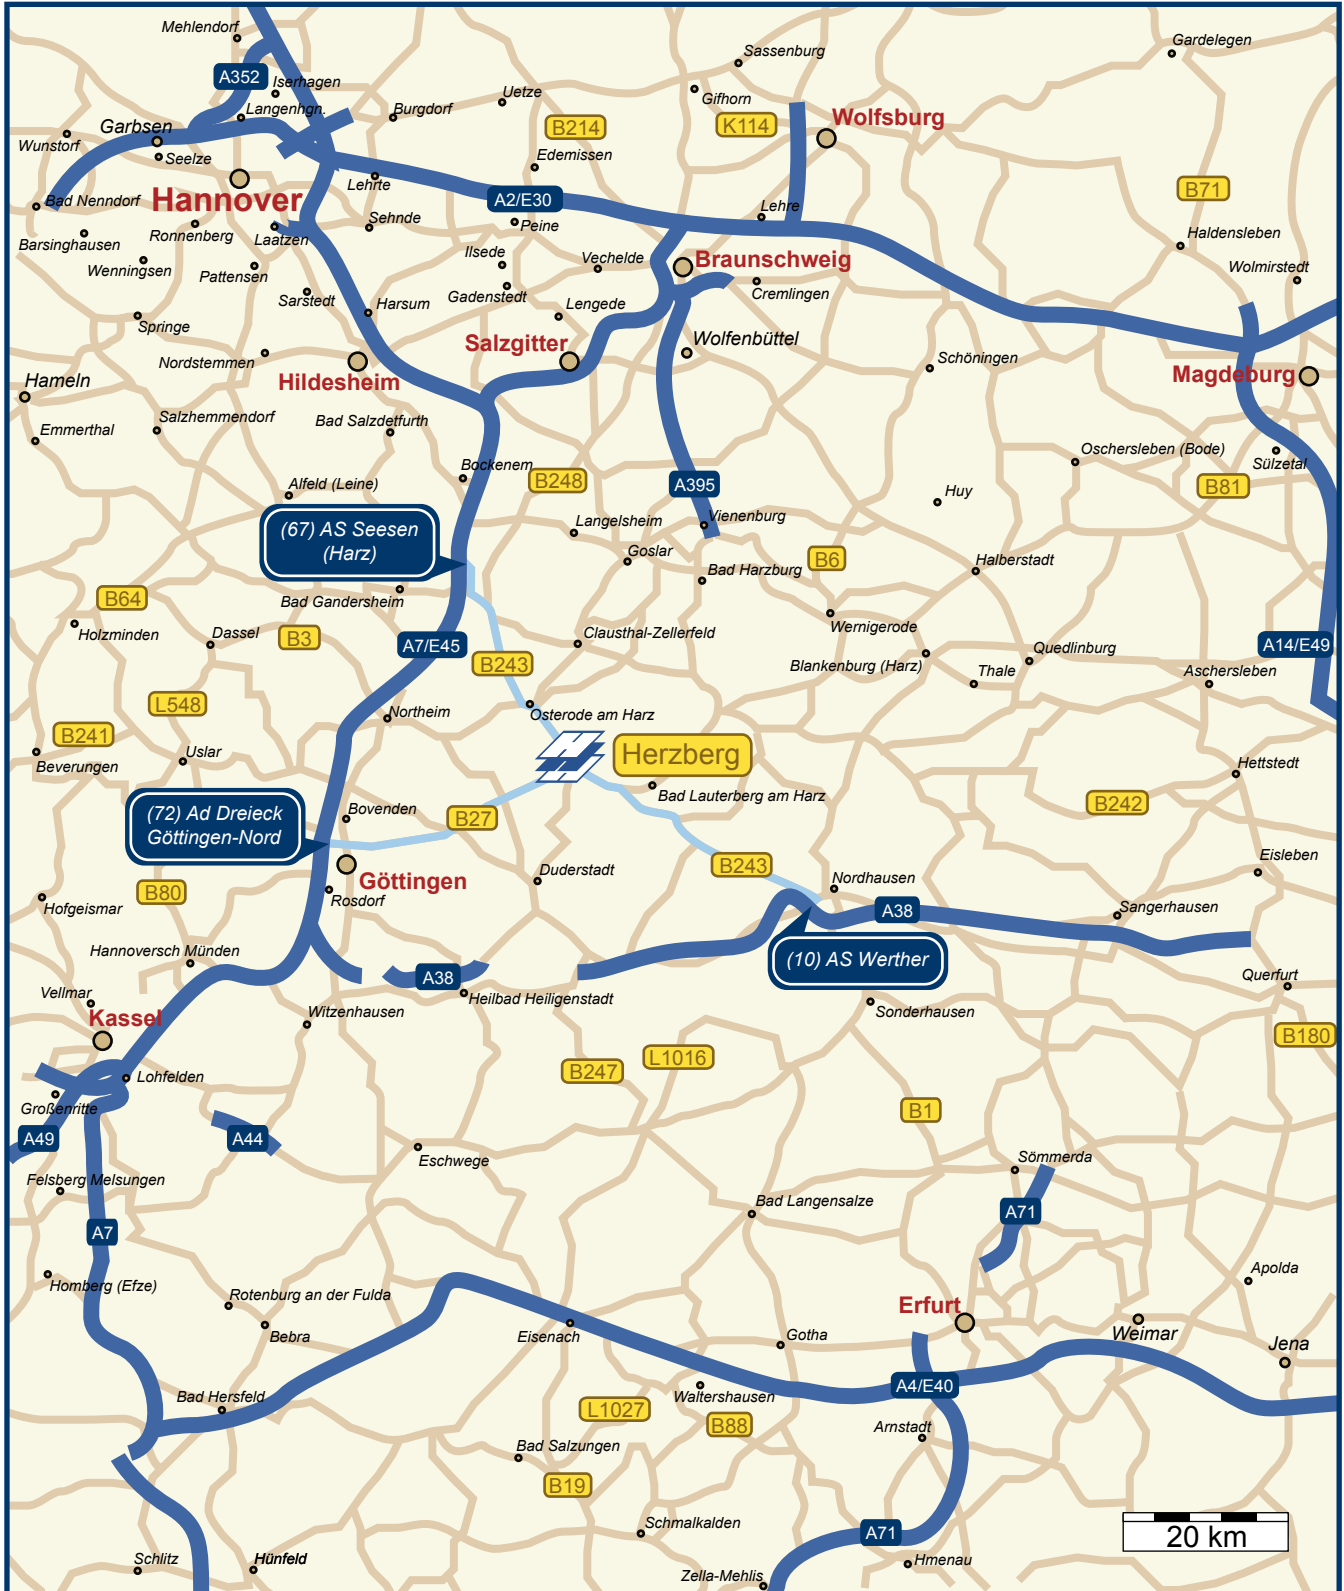 Mehlendorf
Sassenburg
Gardelegen
A352
Iserhagen
Uetze
Gifhorn
Langenhgn.
Burgdorf
Garbsen
B214
K114
Wolfsburg
Wunstorf
Seelze
Edemissen
Lehrte
Hannover
A2/E30
B71
Bad Nenndorf
Lehre
Barsinghausen
Ronnenberg
Laatzen
Sehnde
Peine
Haldensleben
Wenningsen
Pattensen
Ilsede
Vechelde
Braunschweig
Wolmirstedt
Sarstedt
Harsum
Gadenstedt
Lengede
Cremlingen
Springe
Nordstemmen
Salzgitter
Wolfenbüttel
Schöningen
Hameln
Hildesheim
Magdeburg
Emmerthal
Salzhemmendorf
Bad Salzdetfurth
Oschersleben (Bode)
Sülzetal
Bockenem
Alfeld (Leine)
B248
A395
Huy
B81
(67) AS Seesen
(Harz)
Langelsheim
Vienenburg
Goslar
B6
Halberstadt
Bad Harzburg
B64
Bad Gandersheim
Holzminden
Dassel
B3
A7/E45
Clausthal-Zellerfeld
Wernigerode
A14/E49
B243
Blankenburg (Harz)
Quedlinburg
Thale
Aschersleben
L548
Northeim
Osterode am Harz
B241
Uslar
Beverungen
Herzberg
Hettstedt
(72) Ad Dreieck
Göttingen-Nord
Bovenden
B27
Bad Lauterberg am Harz
B242
B243
Duderstadt
Eisleben
B80
Göttingen
Rosdorf
Nordhausen
Hofgeismar
A38
Sangerhausen
Hannoversch Münden
(10) AS Werther
A38
Querfurt
Vellmar
Heilbad Heiligenstadt
Kassel
Witzenhausen
Sonderhausen
B180
L1016
B247
Lohfelden
Großenritte
B1
A49
A44
Eschwege
Sömmerda
Felsberg
Melsungen
Bad Langensalze
A71
A7
Homberg (Efze)
Apolda
Rotenburg an der Fulda
Erfurt
Bebra
Eisenach
Gotha
Weimar
Jena
A4/E40
Bad Hersfeld
Waltershausen
L1027
B88
Arnstadt
Bad Salzungen
B19
Schmalkalden
A71
20 km
Schlitz
Hünfeld
Hmenau
Zella-Mehlis